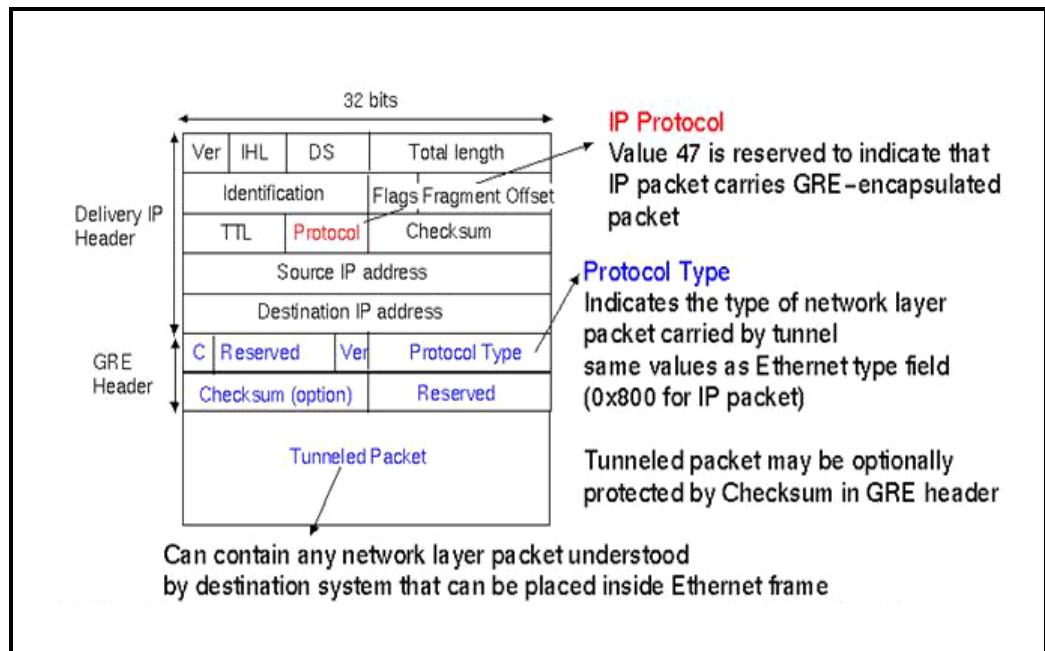 32 bits
Ver IHL DS Total length
Identification Flags Fragment Offset
TTL Protocol Checksum
Source IP address
Destination IP address
C Reserved Ver Protocol Type
Checksum (option) Reserved
Tunneled Packet
Delivery IP
Header
GRE
Header
IP Protocol
Value 47 is reserved to indicate that
IP packet carries GRE-encapsulated
packet
Protocol Type
Indicates the type of network layer
packet carried by tunnel
same values as Ethernet type field
(0x800 for IP packet)
Tunneled packet may be optionally
protected by Checksum in GRE header
Can contain any network layer packet understood
by destination system that can be placed inside Ethernet frame